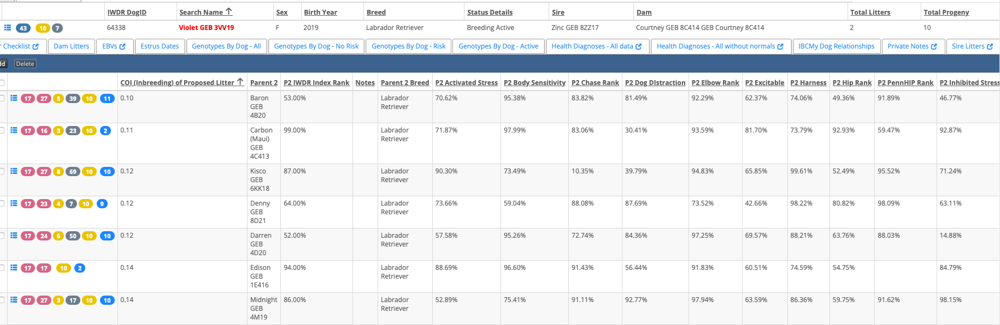 IWDR DogID Search Name ↑ Sex Birth Year Breed Status Details Sire Dam Total Litters Total Progeny
43 10 7 64338 Violet GEB 3VV19 F 2019 Labrador Retriever Breeding Active Zinc GEB 8ZZ17 Courtney GEB 8C414 GEB Courtney 8C414 2 10
r Checklist Dam Litters EBVs Estrus Dates Genotypes By Dog - All Genotypes By Dog - No Risk Genotypes By Dog - Risk Genotypes By Dog - Active Health Diagnoses - All data Health Diagnoses - All without normals IBCMy Dog Relationships Private Notes Sire Litters
dd Delete
COI (Inbreeding) of Proposed Litter ↑ Parent 2 P2 IWDR Index Rank Notes Parent 2 Breed P2 Activated Stress P2 Body Sensitivity P2 Chase Rank P2 Dog DIstraction P2 Elbow Rank P2 Excitable P2 Harness P2 Hip Rank P2 PennHIP Rank P2 Inhibited Stress
17 27 5 39 10 11 0.10 Baron 53.00% Labrador 70.62% 95.38% 83.82% 81.49% 92.29% 62.37% 74.06% 49.36% 91.89% 46.77%
GEB Retriever
4B20
17 16 3 23 10 2 0.11 Carbon 99.00% Labrador 71.87% 97.99% 83.06% 30.41% 93.59% 81.70% 73.79% 92.93% 59.47% 92.87%
(Maui) Retriever
GEB
4C413
17 27 8 69 10 10 0.12 Kisco 87.00% Labrador 90.30% 73.49% 10.35% 39.79% 94.83% 65.85% 99.61% 52.49% 95.52% 71.24%
GEB Retriever
6KK18
17 23 4 7 10 9 0.12 Denny 64.00% Labrador 73.66% 59.04% 88.08% 87.69% 73.52% 42.66% 98.22% 80.82% 98.09% 63.11%
GEB Retriever
8D21
17 24 6 50 10 10 0.12 Darren 52.00% Labrador 57.58% 95.26% 72.74% 84.36% 97.25% 69.57% 88.21% 63.76% 88.03% 14.88%
GEB Retriever
4D20
17 17 10 2 0.14 Edison 94.00% Labrador 88.69% 96.60% 91.43% 56.44% 91.83% 60.51% 74.59% 54.75% 84.79%
GEB Retriever
1E416
17 27 3 17 10 10 0.14 Midnight 86.00% Labrador 52.89% 75.41% 91.11% 92.77% 97.94% 63.59% 86.36% 59.75% 91.62% 98.15%
GEB Retriever
4M19